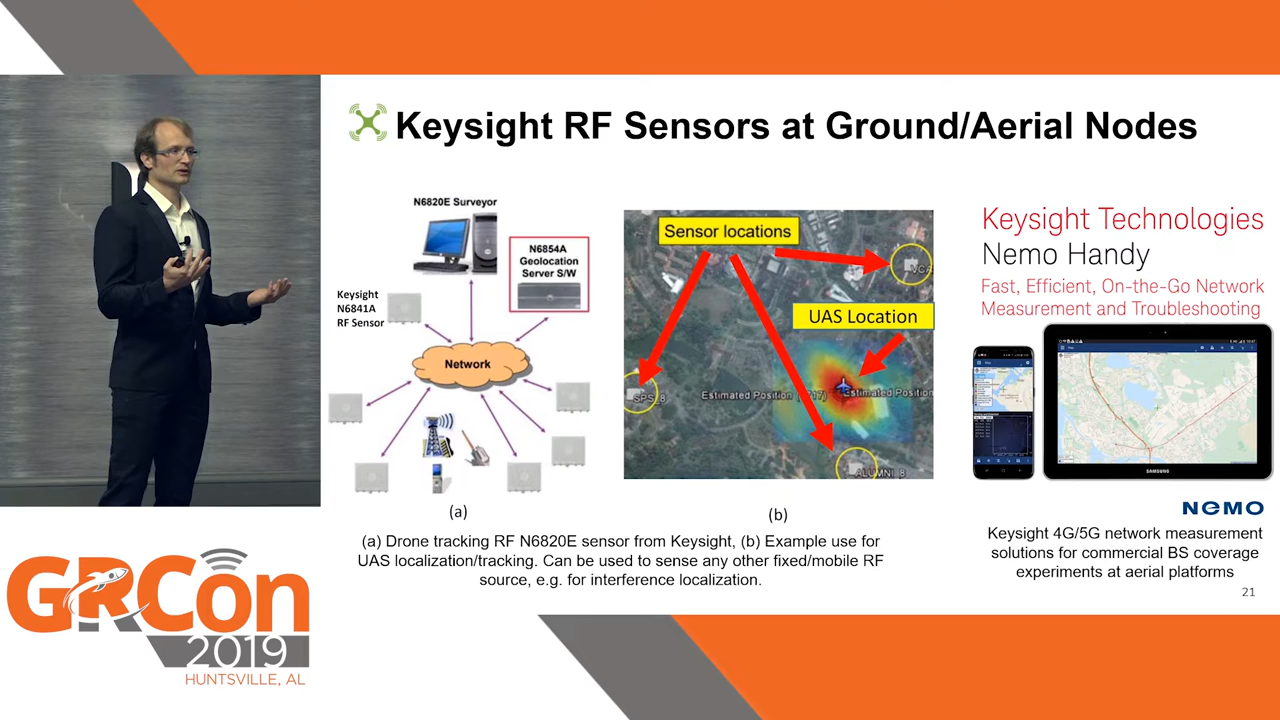 Keysight RF Sensors at Ground/Aerial Nodes
N6820E Surveyor
N6854A
Geolocation
Server S/W
Keysight
N6841A
RF Sensor
Network
(a)
Sensor locations
VCA
UAS Location
SPS_8
Estimated Position
Estimated Position
ALUMNI_8
(b)
(a) Drone tracking RF N6820E sensor from Keysight, (b) Example use for
UAS localization/tracking. Can be used to sense any other fixed/mobile RF
source, e.g. for interference localization.
Keysight Technologies
Nemo Handy
Fast, Efficient, On-the-Go Network
Measurement and Troubleshooting
SAMSUNG
NEMO
Keysight 4G/5G network measurement
solutions for commercial BS coverage
experiments at aerial platforms
21
GRCon
2019
HUNTSVILLE, AL